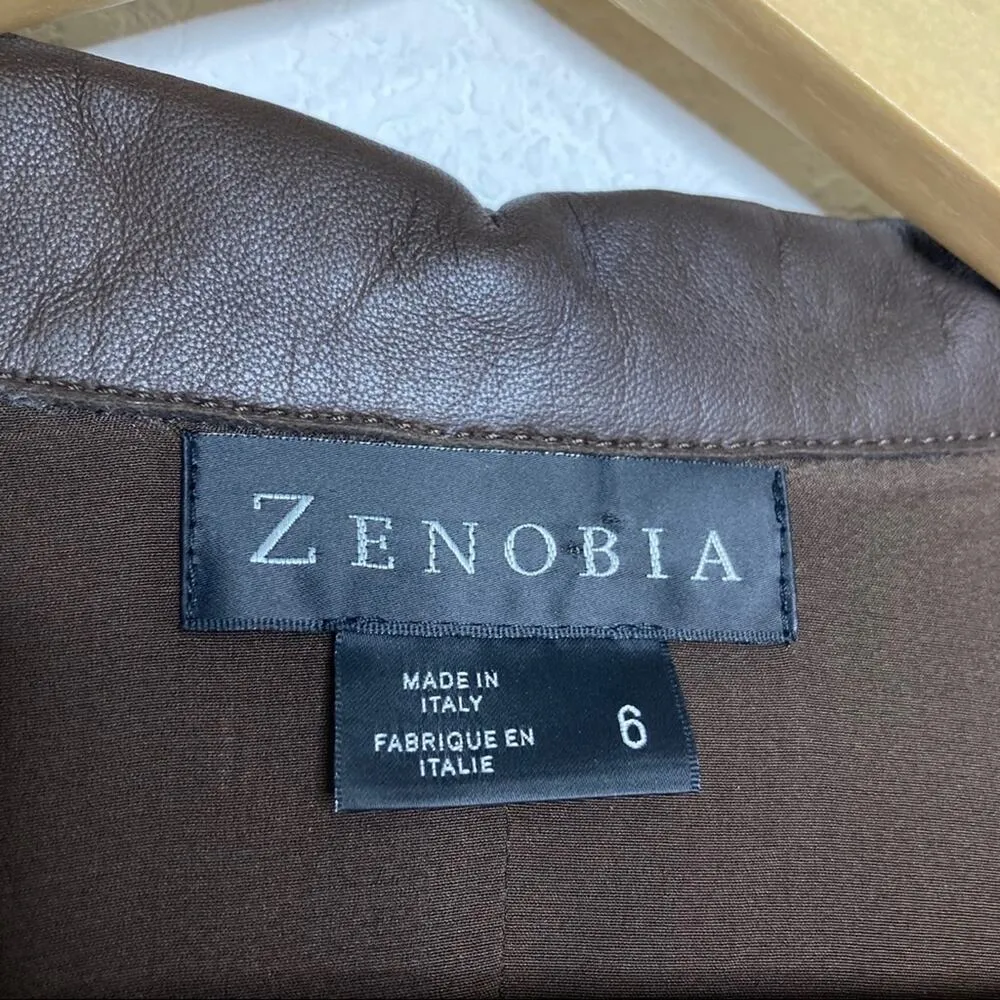 ZENOBIA
MADE IN
ITALY
FABRIQUE EN
ITALIE
6